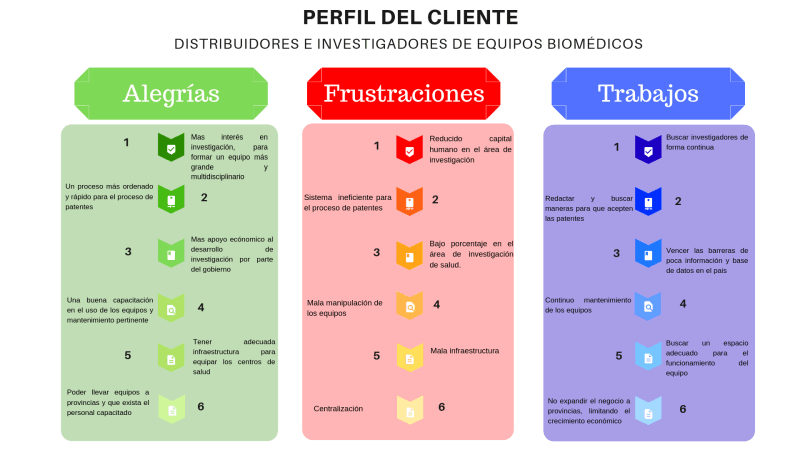 PERFIL DEL CLIENTE
DISTRIBUIDORES E INVESTIGADORES DE EQUIPOS BIOMÉDICOS
Alegrías
1
Mas interés en
investigación, para
formar un equipo más
grande y
multidisciplinario
Un proceso más ordenado
y rápido para el proceso de
patentes
2
3
Mas apoyo ecónomico al
desarrollo de
investigación por parte
del gobierno
Una buena capacitación
en el uso de los equipos y
mantenimiento pertinente
4
5
Tener adecuada
infraestructura para
equipar los centros de
salud
Poder llevar equipos a
provincias y que exista el
personal capacitado
6
Frustraciones
1
Reducido capital
humano en el área de
investigación
Sistema ineficiente para
el proceso de patentes
2
3
Bajo porcentaje en el
área de investigación
de salud.
Mala manipulación de
los equipos
4
5
Mala infraestructura
Centralización
6
Trabajos
1
Buscar investigadores de
forma continua
Redactar y buscar
maneras para que acepten
las patentes
2
3
Vencer las barreras de
poca información y base
de datos en el pais
Continuo mantenimiento
de los equipos
4
5
Buscar un espacio
adecuado para el
funcionamiento del
equipo
No expandir el negocio a
provincias, limitando el
crecimiento económico
6